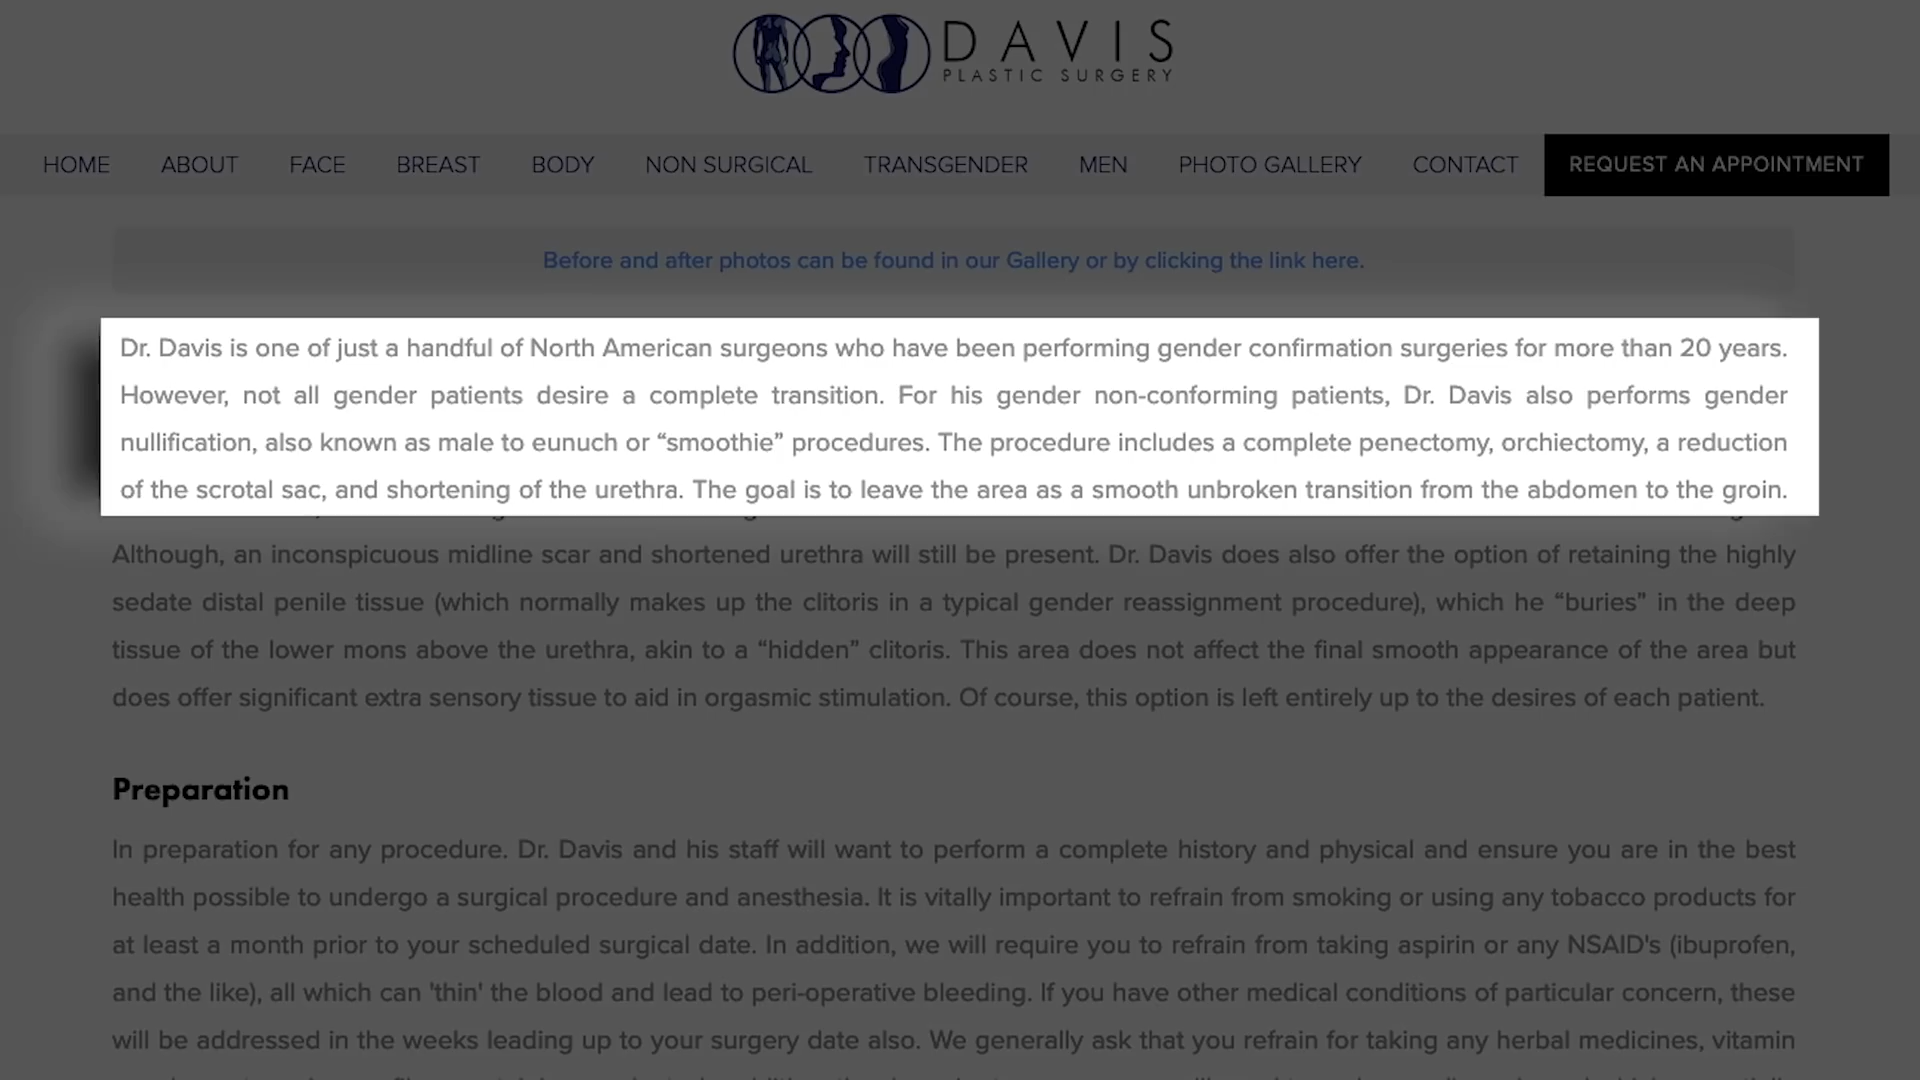 DAVIS
PLASTIC SURGERY
HOME ABOUT FACE BREAST BODY NON SURGICAL TRANSGENDER MEN PHOTO GALLERY CONTACT REQUEST AN APPOINTMENT
Before and after photos can be found in our Gallery or by clicking the link here.
Dr. Davis is one of just a handful of North American surgeons who have been performing gender confirmation surgeries for more than 20 years.
However, not all gender patients desire a complete transition. For his gender non-conforming patients, Dr. Davis also performs gender
nullification, also known as male to eunuch or “smoothie” procedures. The procedure includes a complete penectomy, orchiectomy, a reduction
of the scrotal sac, and shortening of the urethra. The goal is to leave the area as a smooth unbroken transition from the abdomen to the groin.
Although, an inconspicuous midline scar and shortened urethra will still be present. Dr. Davis does also offer the option of retaining the highly
sedate distal penile tissue (which normally makes up the clitoris in a typical gender reassignment procedure), which he “buries” in the deep
tissue of the lower mons above the urethra, akin to a “hidden” clitoris. This area does not affect the final smooth appearance of the area but
does offer significant extra sensory tissue to aid in orgasmic stimulation. Of course, this option is left entirely up to the desires of each patient.
Preparation
In preparation for any procedure. Dr. Davis and his staff will want to perform a complete history and physical and ensure you are in the best
health possible to undergo a surgical procedure and anesthesia. It is vitally important to refrain from smoking or using any tobacco products for
at least a month prior to your scheduled surgical date. In addition, we will require you to refrain from taking aspirin or any NSAID's (ibuprofen,
and the like), all which can 'thin' the blood and lead to peri-operative bleeding. If you have other medical conditions of particular concern, these
will be addressed in the weeks leading up to your surgery date also. We generally ask that you refrain for taking any herbal medicines, vitamin